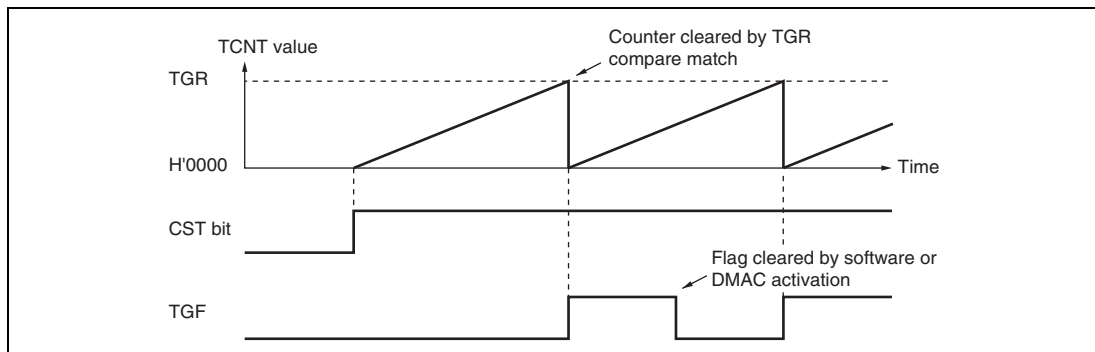 Counter cleared by TGR
compare match
TCNT value
TGR
H'0000
Time
CST bit
Flag cleared by software or
DMAC activation
TGF